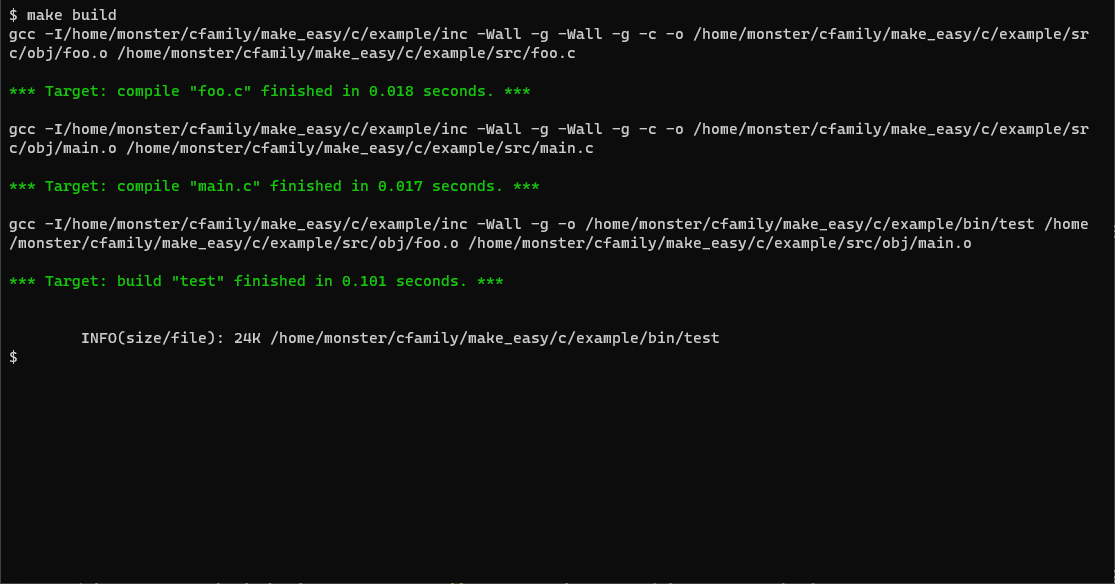 $ make build
gcc -I/home/monster/cfamily/make_easy/c/example/inc -Wall -g -Wall -g -c -o /home/monster/cfamily/make_easy/c/example/sr
c/obj/foo.o /home/monster/cfamily/make_easy/c/example/src/foo.c
*** Target: compile "foo.c" finished in 0.018 seconds. ***
gcc -I/home/monster/cfamily/make_easy/c/example/inc -Wall -g -Wall -g -c -o /home/monster/cfamily/make_easy/c/example/sr
c/obj/main.o /home/monster/cfamily/make_easy/c/example/src/main.c
*** Target: compile "main.c" finished in 0.017 seconds. ***
gcc -I/home/monster/cfamily/make_easy/c/example/inc -Wall -g -o /home/monster/cfamily/make_easy/c/example/bin/test /home
/monster/cfamily/make_easy/c/example/src/obj/foo.o /home/monster/cfamily/make_easy/c/example/src/obj/main.o
*** Target: build "test" finished in 0.101 seconds. ***
INFO(size/file): 24K /home/monster/cfamily/make_easy/c/example/bin/test
$